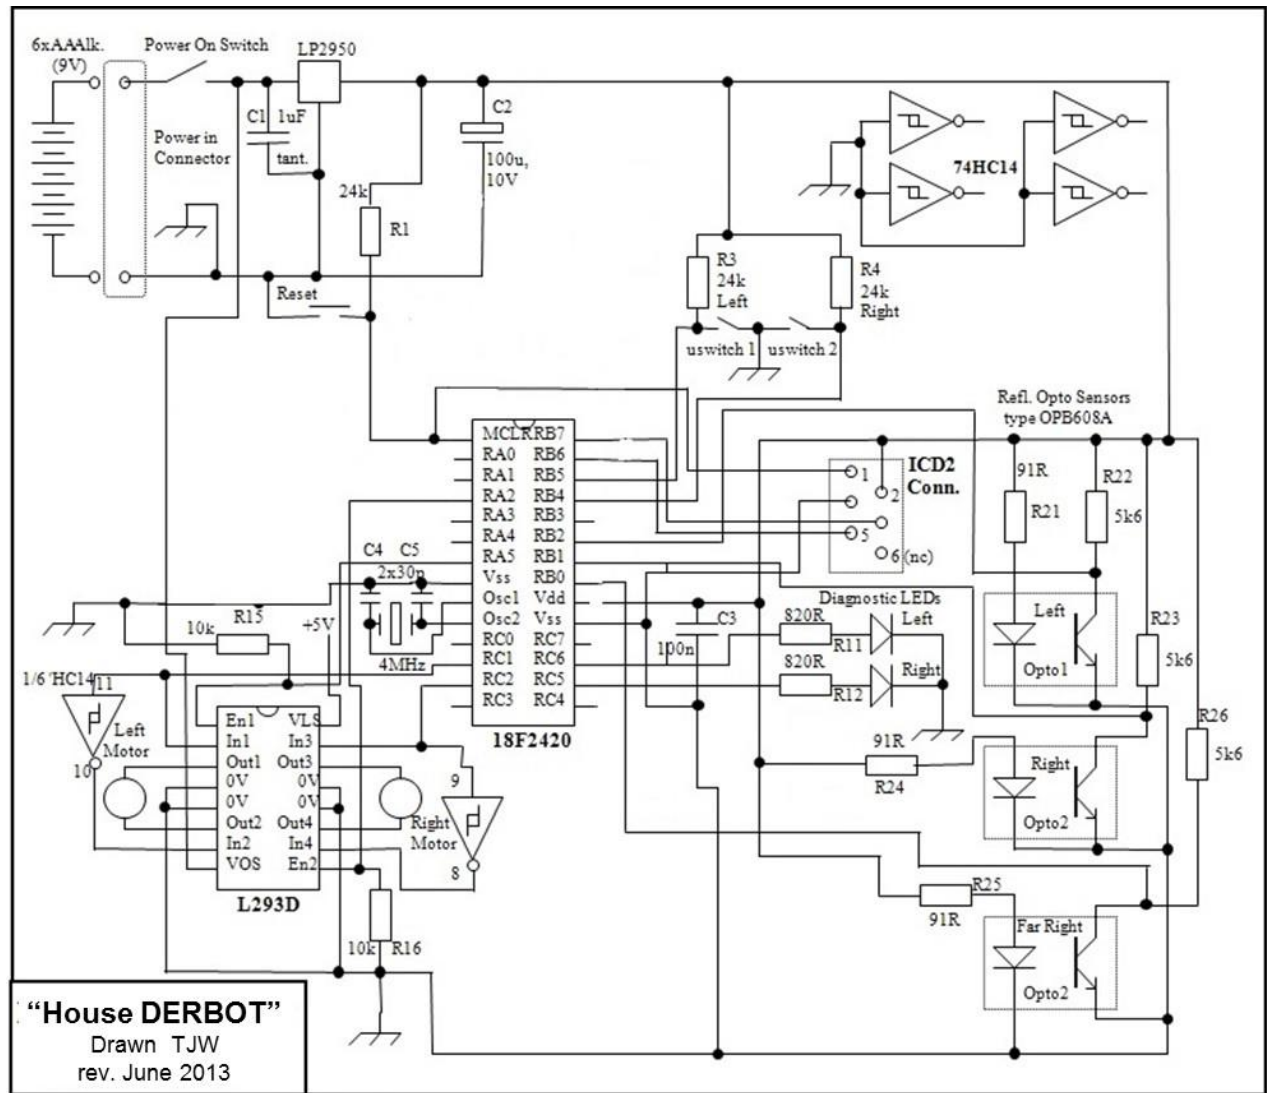 6xAAAlk.
(9V)
Power On Switch
LP2950
C1
1uF
tant.
Power in
Connector
C2
100u,
10V
24k
R1
Reset
74HC14
R3
24k
Left
R4
24k
Right
uswitch 1
uswitch 2
Refl. Opto Sensors
type OPB608A
MCLR
RB7
RA0
RB6
RA1
RB5
RA2
RB4
RA3
RB3
RA4
RB2
RA5
RB1
Vss
RB0
Osc1
Vdd
Osc2
Vss
RC0
RC7
RC1
RC6
RC2
RC5
RC3
RC4
18F2420
ICD2
Conn.
1
2
5
6 (nc)
91R
R21
R22
5k6
C4
C5
2x30p
4MHz
R15
10k
+5V
C3
100n
Diagnostic LEDs
820R
R11
Left
820R
R12
Right
Left
Opto1
R23
5k6
R26
5k6
1/6 'HC14
11
10
Left
Motor
En1
VLS
In1
In3
Out1
Out3
0V
0V
0V
0V
Out2
Out4
In2
In4
VOS
En2
L293D
9
8
Right
Motor
10k
R16
91R
R24
Right
Opto2
R25
91R
Far Right
Opto2
“House DERBOT”
Drawn TJW
rev. June 2013